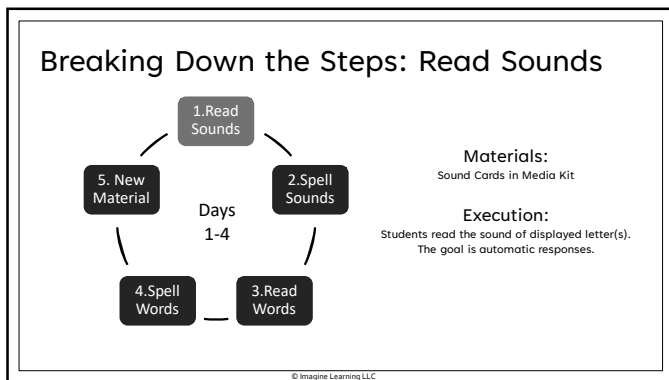 Breaking Down the Steps: Read Sounds
1.Read
Sounds
2.Spell
Sounds
3.Read
Words
4.Spell
Words
5. New
Material
Days
1-4
Materials:
Sound Cards in Media Kit
Execution:
Students read the sound of displayed letter(s).
The goal is automatic responses.
© Imagine Learning LLC